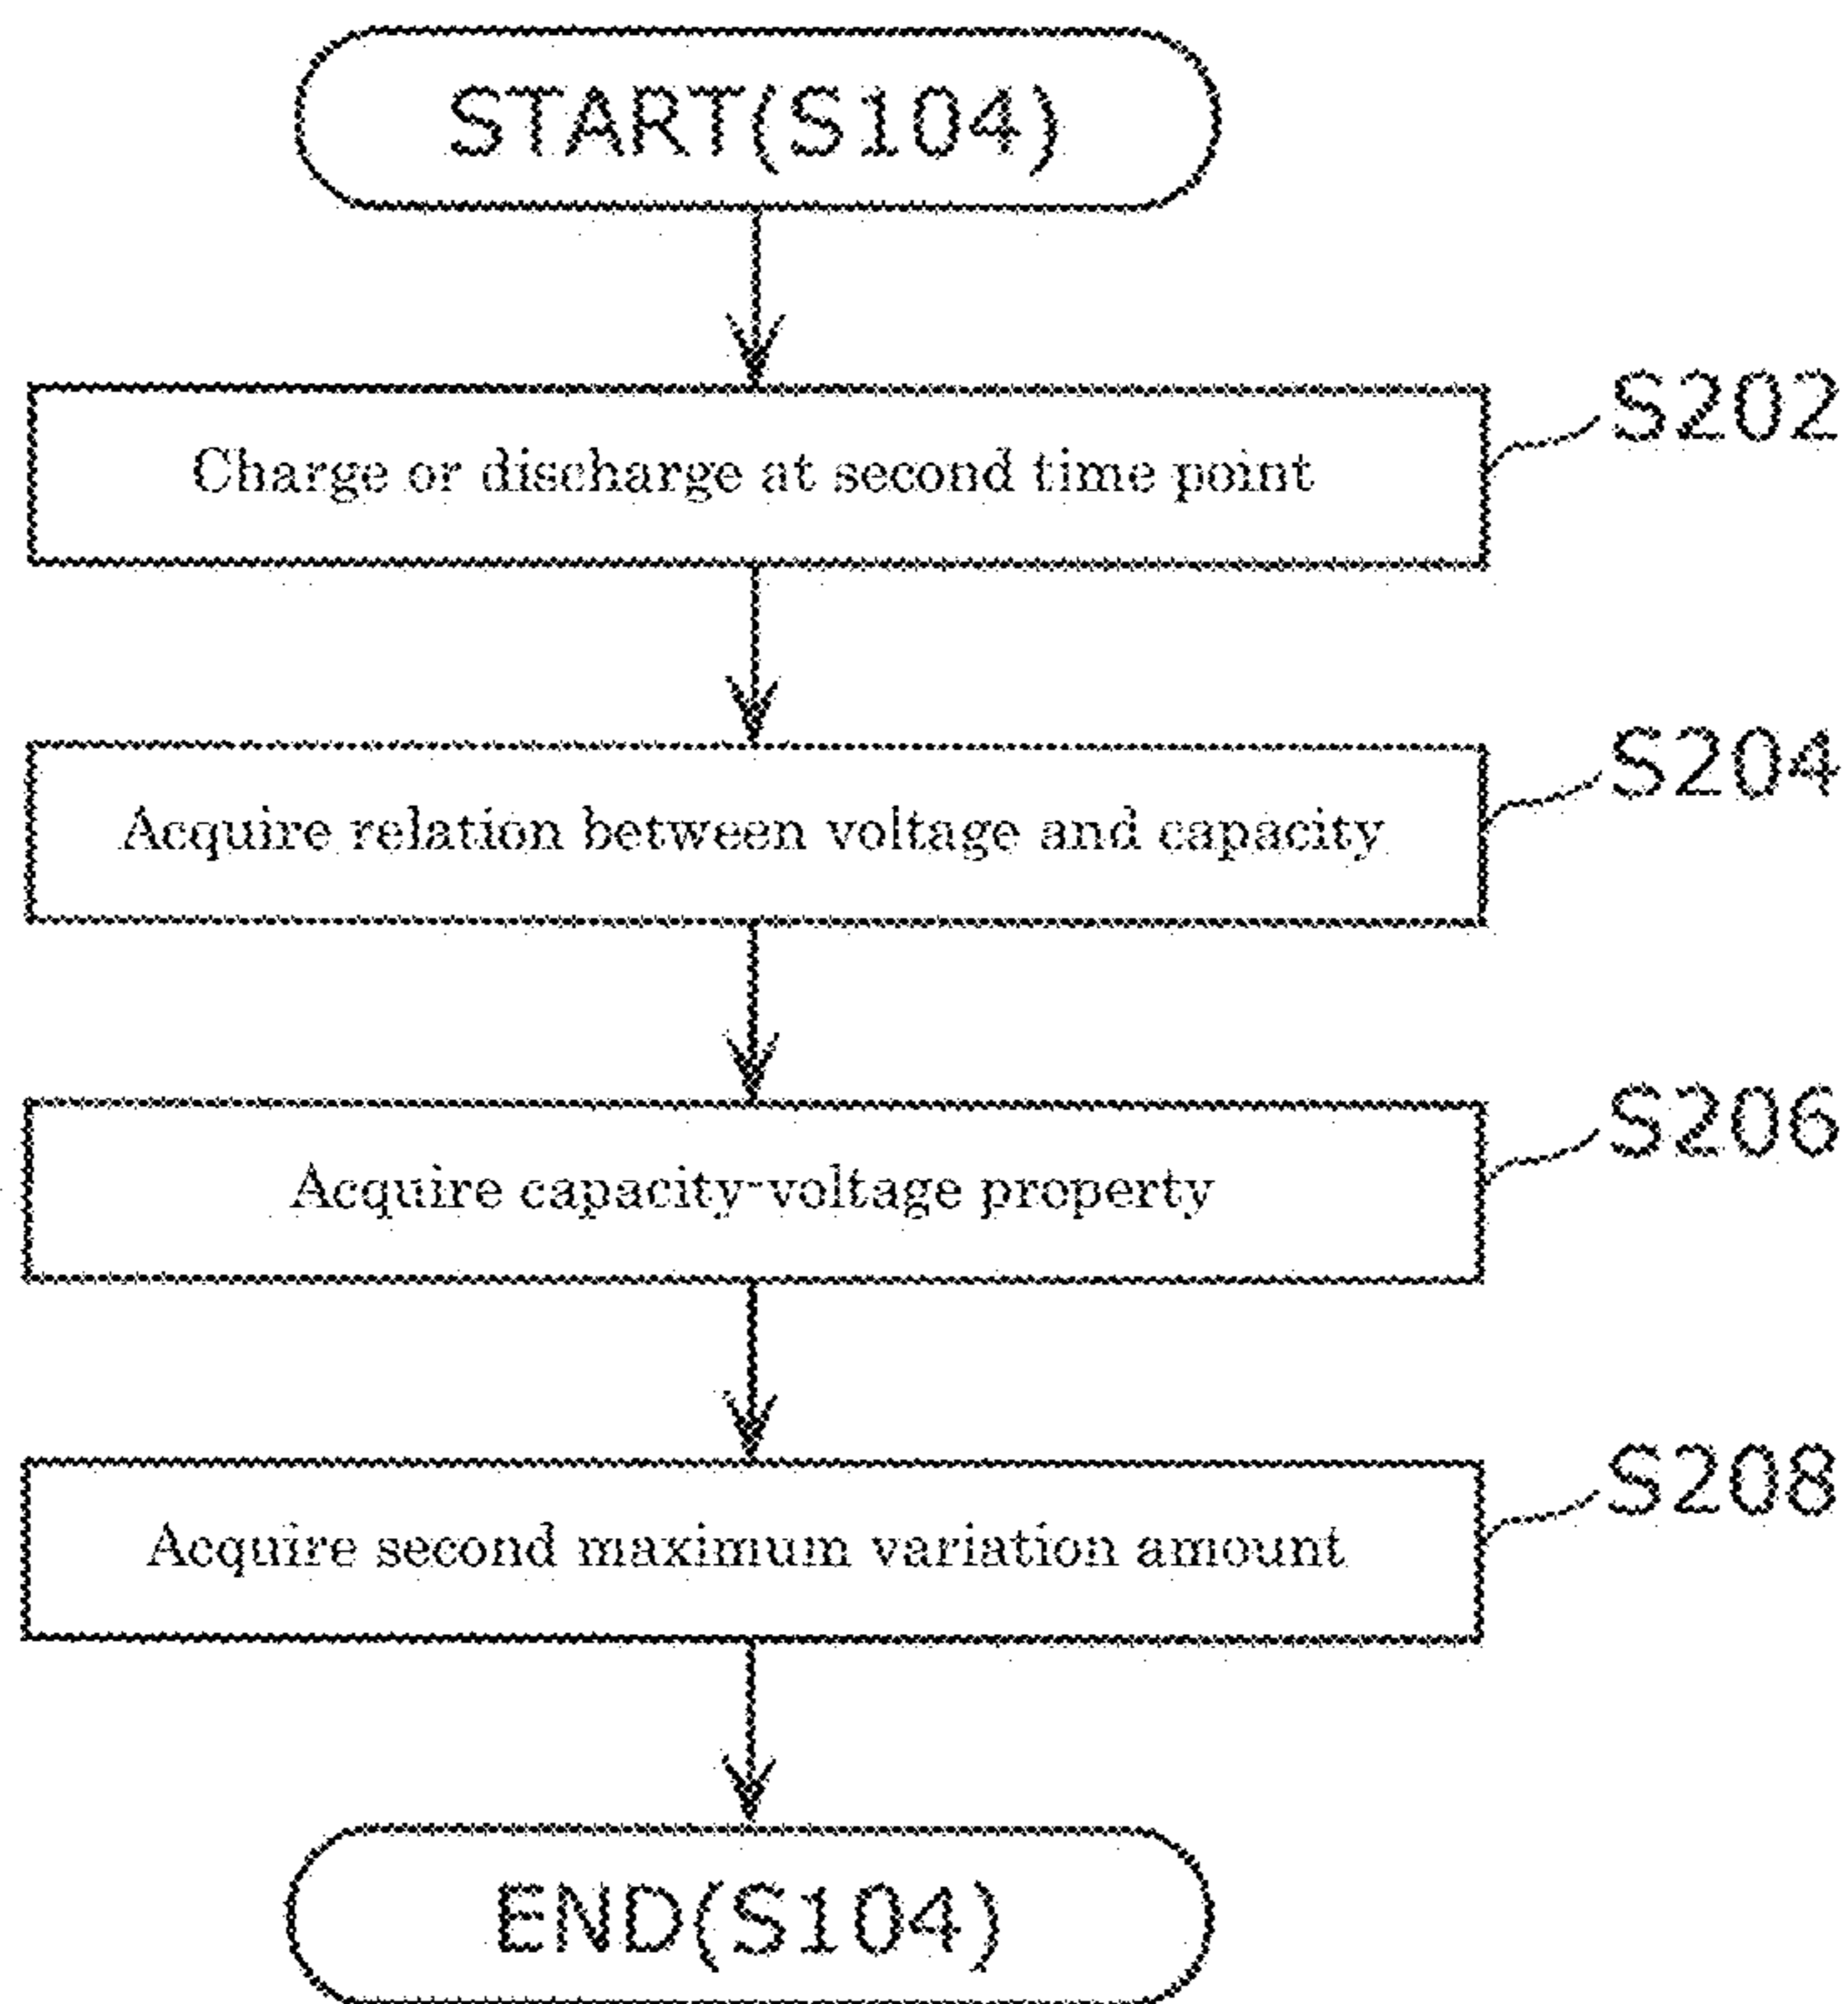 START(S104)
S202
Charge or discharge at second time point
S204
Acquire relation between voltage and capacity
S206
Acquire capacity-voltage property
S208
Acquire second maximum variation amount
END(S104)